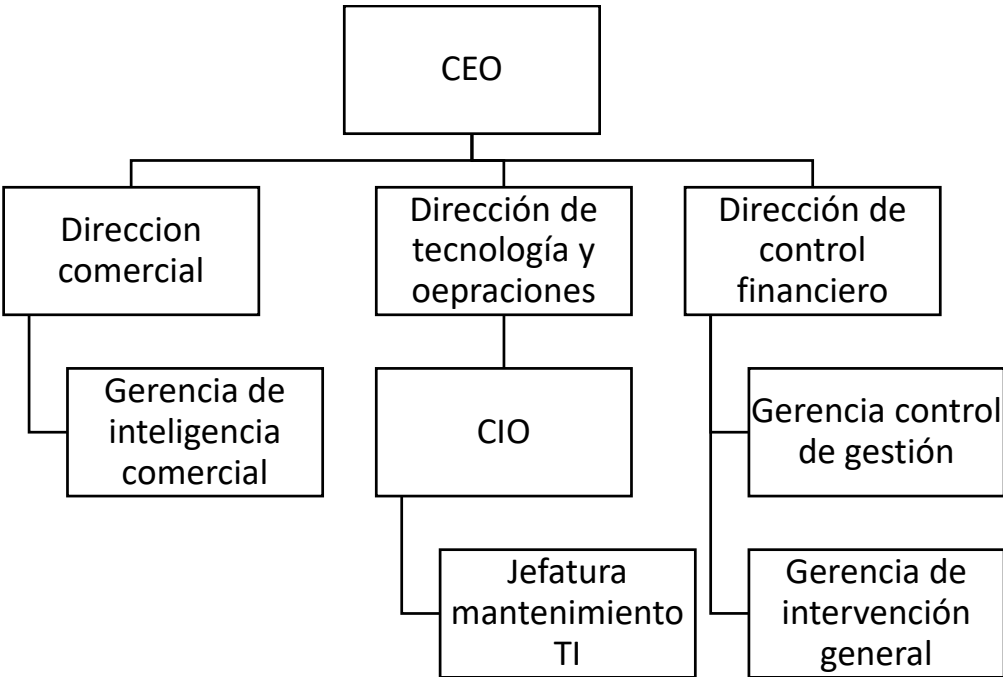 CEO
Direccion
comercial
Dirección de
tecnología y
oepraciones
Dirección de
control
financiero
Gerencia de
inteligencia
comercial
CIO
Gerencia control
de gestión
Jefatura
mantenimiento
TI
Gerencia de
intervención
general